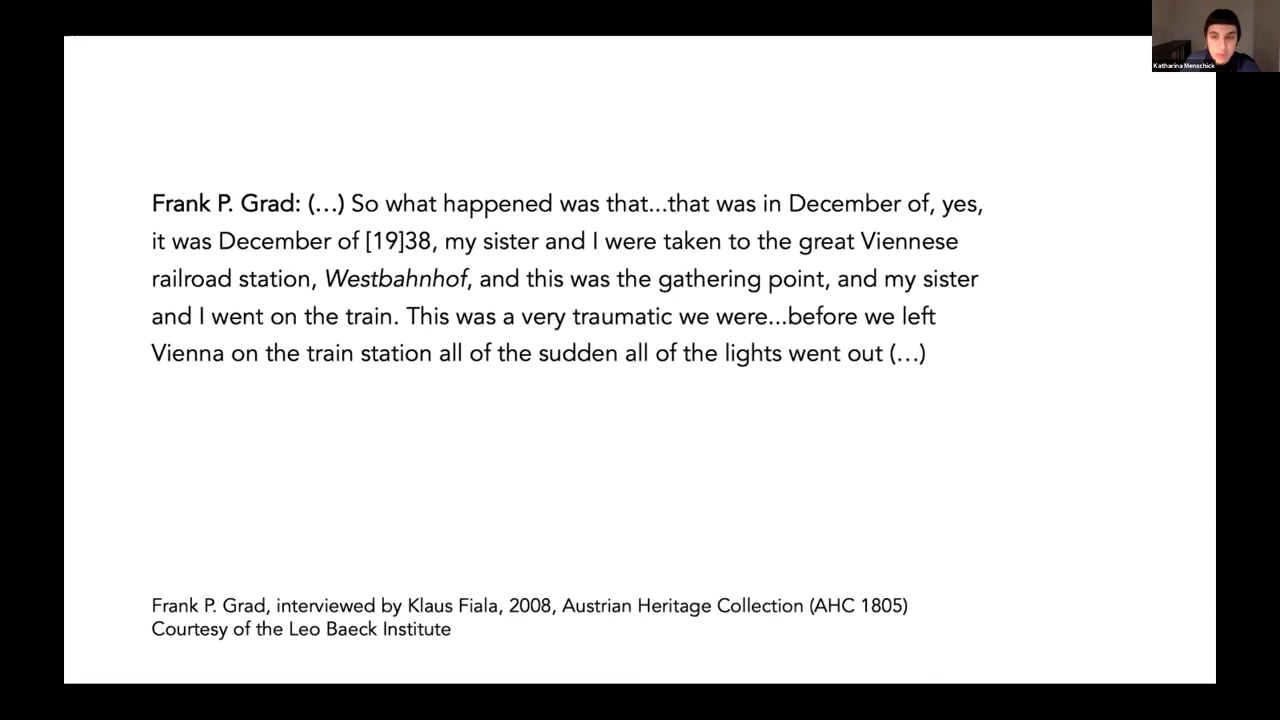 Katharina Menschick
Frank P. Grad: (...) So what happened was that...that was in December of, yes,
it was December of [19]38, my sister and I were taken to the great Viennese
railroad station, Westbahnhof, and this was the gathering point, and my sister
and I went on the train. This was a very traumatic we were...before we left
Vienna on the train station all of the sudden all of the lights went out (...)
Frank P. Grad, interviewed by Klaus Fiala, 2008, Austrian Heritage Collection (AHC 1805)
Courtesy of the Leo Baeck Institute